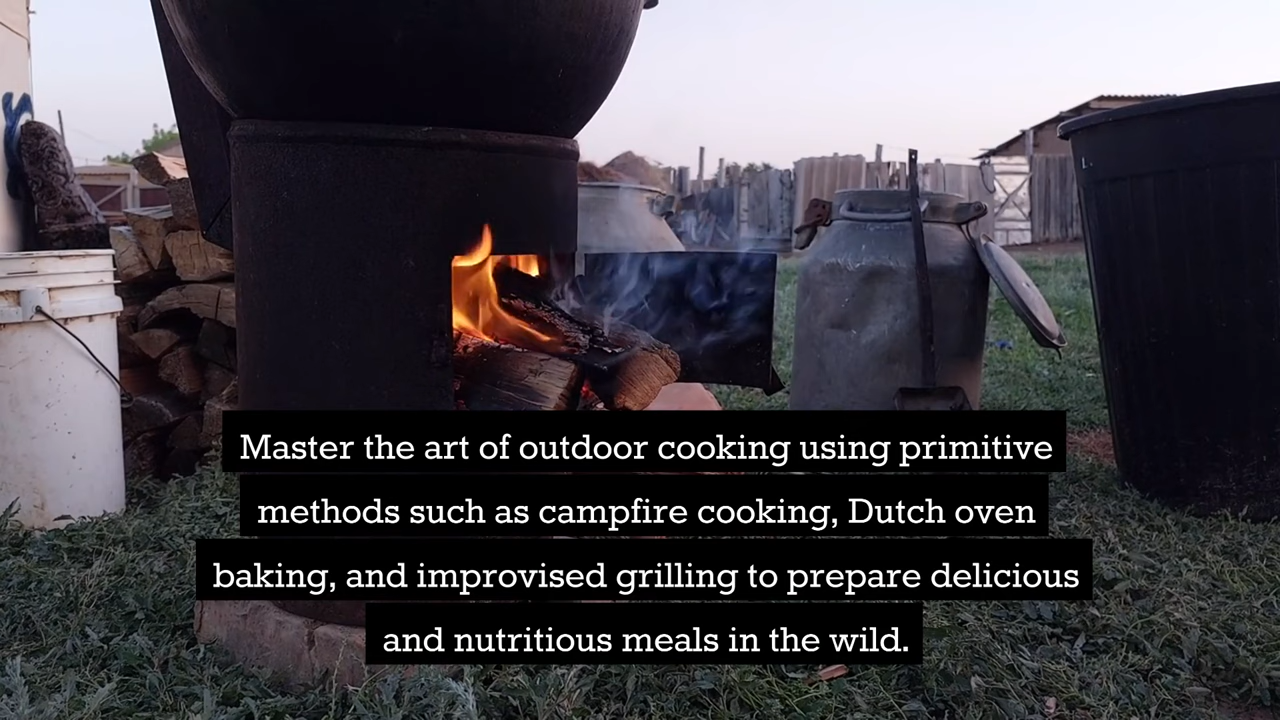 Master the art of outdoor cooking using primitive
methods such as campfire cooking, Dutch oven
baking, and improvised grilling to prepare delicious
and nutritious meals in the wild.